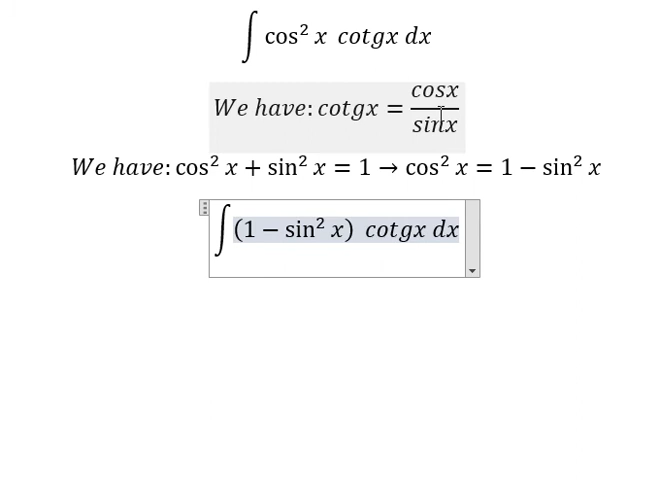 ∫ cos² x cotgx dx
We have: cotgx = cosx/sinx
We have: cos² x + sin² x = 1 → cos² x = 1 − sin² x
∫ (1 − sin² x) cotgx dx